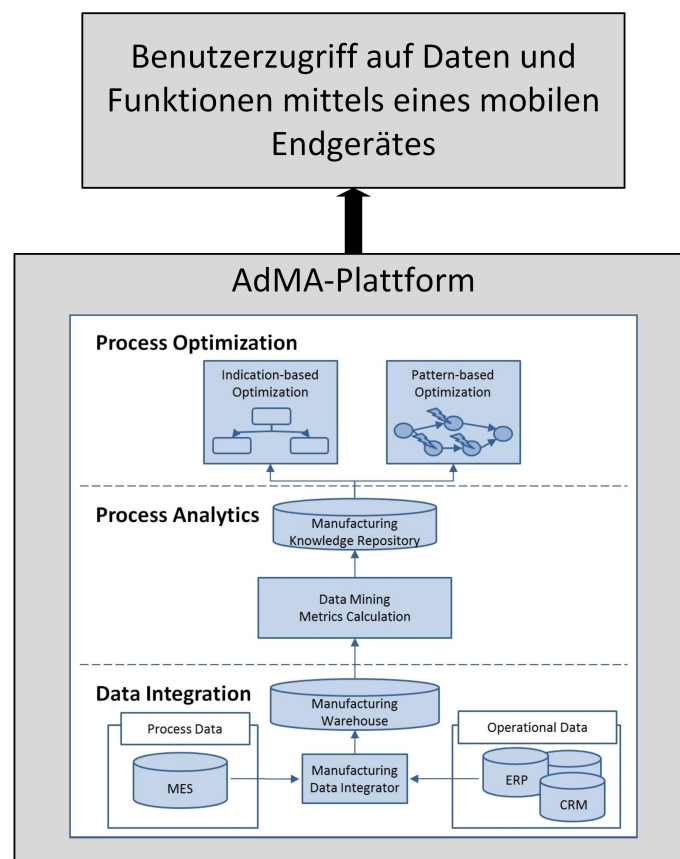 Benutzerzugriff auf Daten und
Funktionen mittels eines mobilen
Endgerätes
AdMA-Plattform
Process Optimization
Indication-based
Optimization
Pattern-based
Optimization
Process Analytics
Manufacturing
Knowledge Repository
Data Mining
Metrics Calculation
Data Integration
Manufacturing
Warehouse
Process Data
Operational Data
MES
Manufacturing
Data Integrator
ERP
CRM